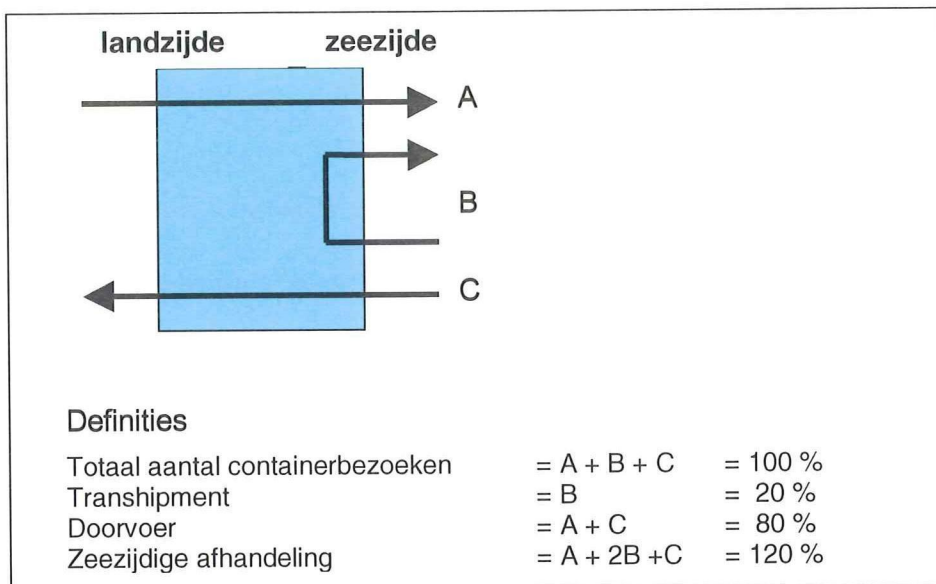 landzijde zeezijde
A
B
C
Definities
Totaal aantal containerbezoeken = A + B + C = 100 %
Transhipment = B = 20 %
Doorvoer = A + C = 80 %
Zeezijdige afhandeling = A + 2B +C = 120 %